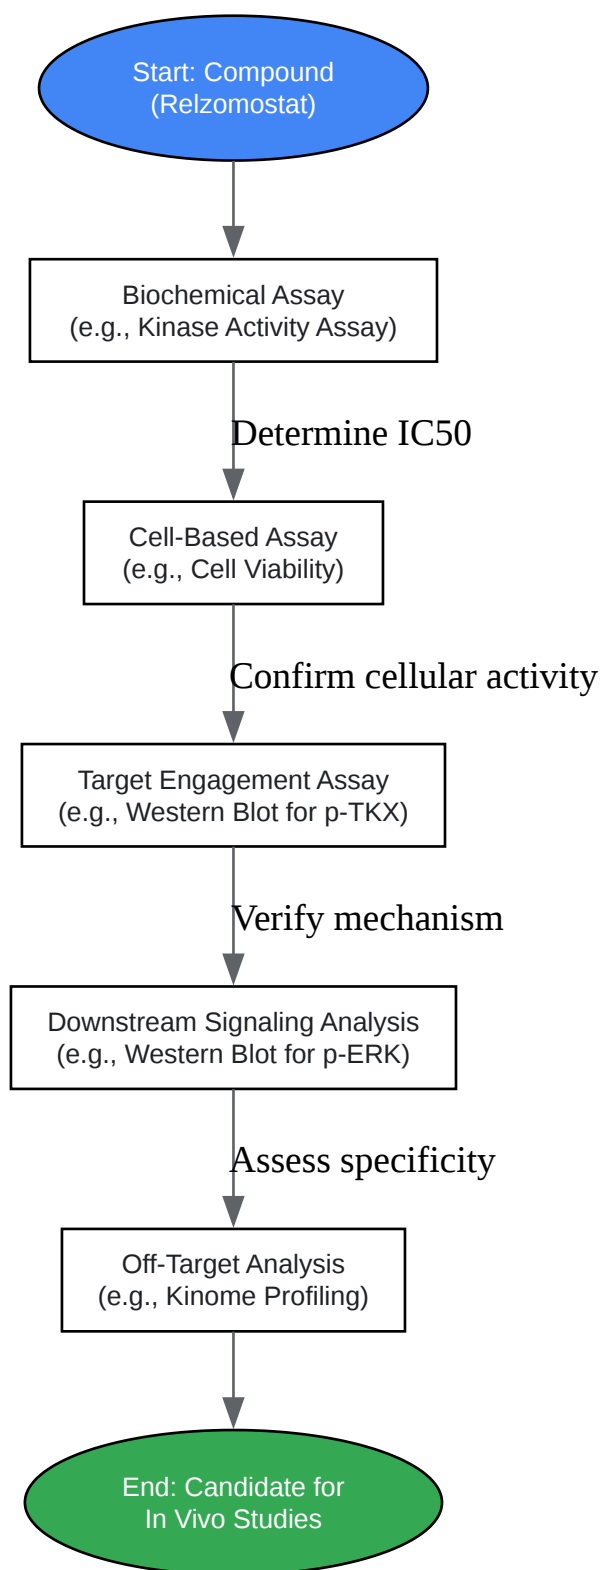 Start: Compound
(Relzomostat)
Biochemical Assay
(e.g., Kinase Activity Assay)
Determine IC50
Cell-Based Assay
(e.g., Cell Viability)
Confirm cellular activity
Target Engagement Assay
(e.g., Western Blot for p-TKX)
Verify mechanism
Downstream Signaling Analysis
(e.g., Western Blot for p-ERK)
Assess specificity
Off-Target Analysis
(e.g., Kinome Profiling)
End: Candidate for
In Vivo Studies